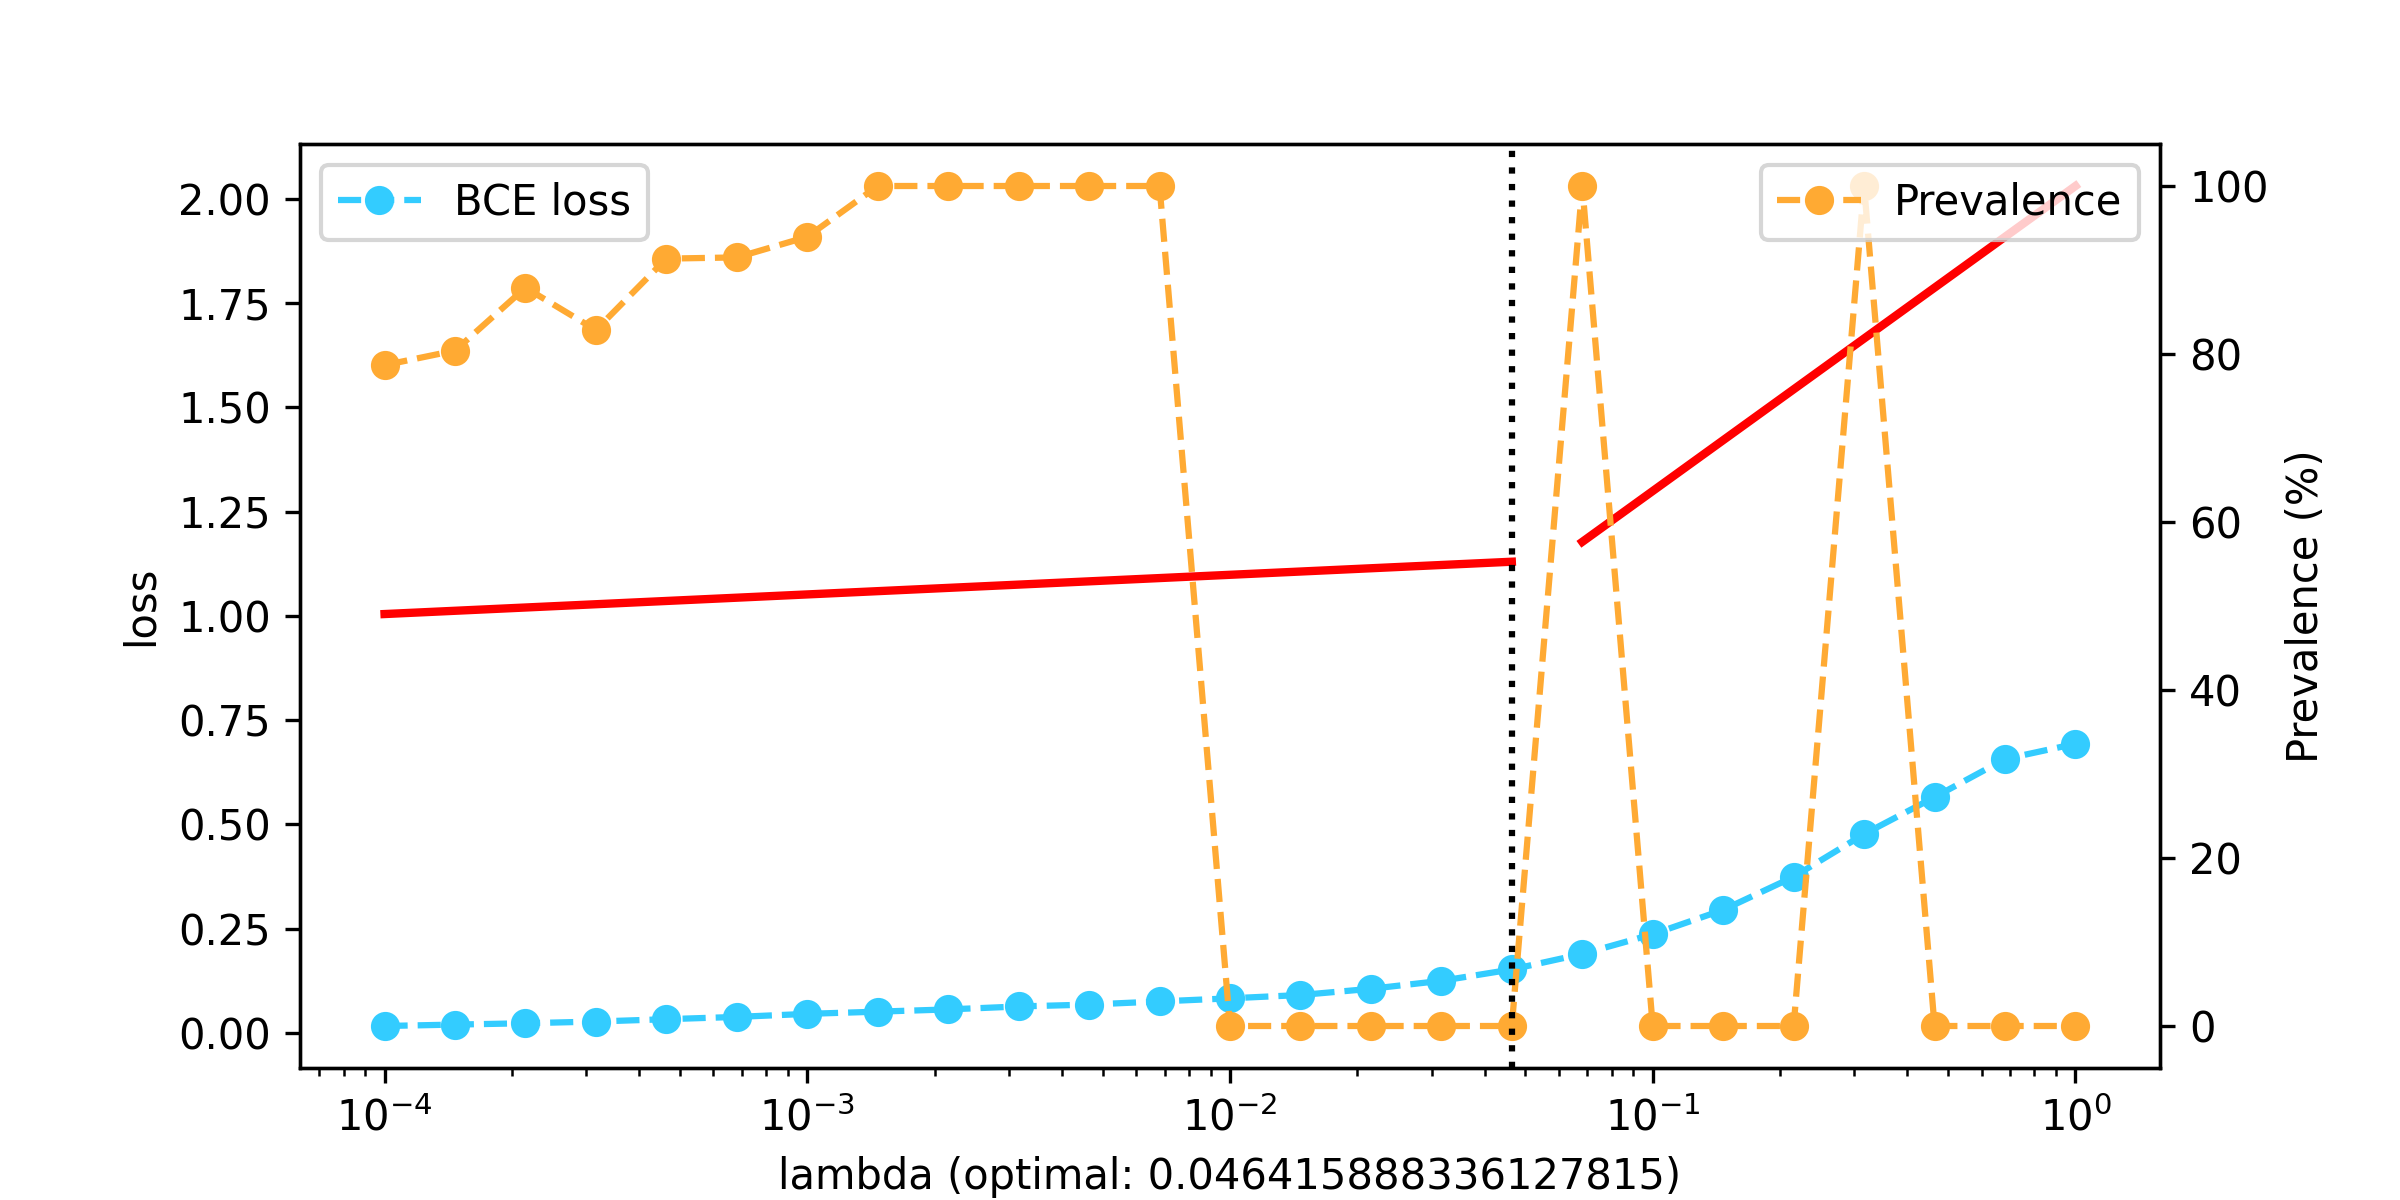 BCE loss
Prevalence
2.00
1.75
1.50
1.25
1.00
0.75
0.50
0.25
0.00
loss
100
80
60
40
20
0
Prevalence (%)
10⁻⁴ 10⁻³ 10⁻² 10⁻¹ 10⁰
lambda (optimal: 0.046415888336127815)